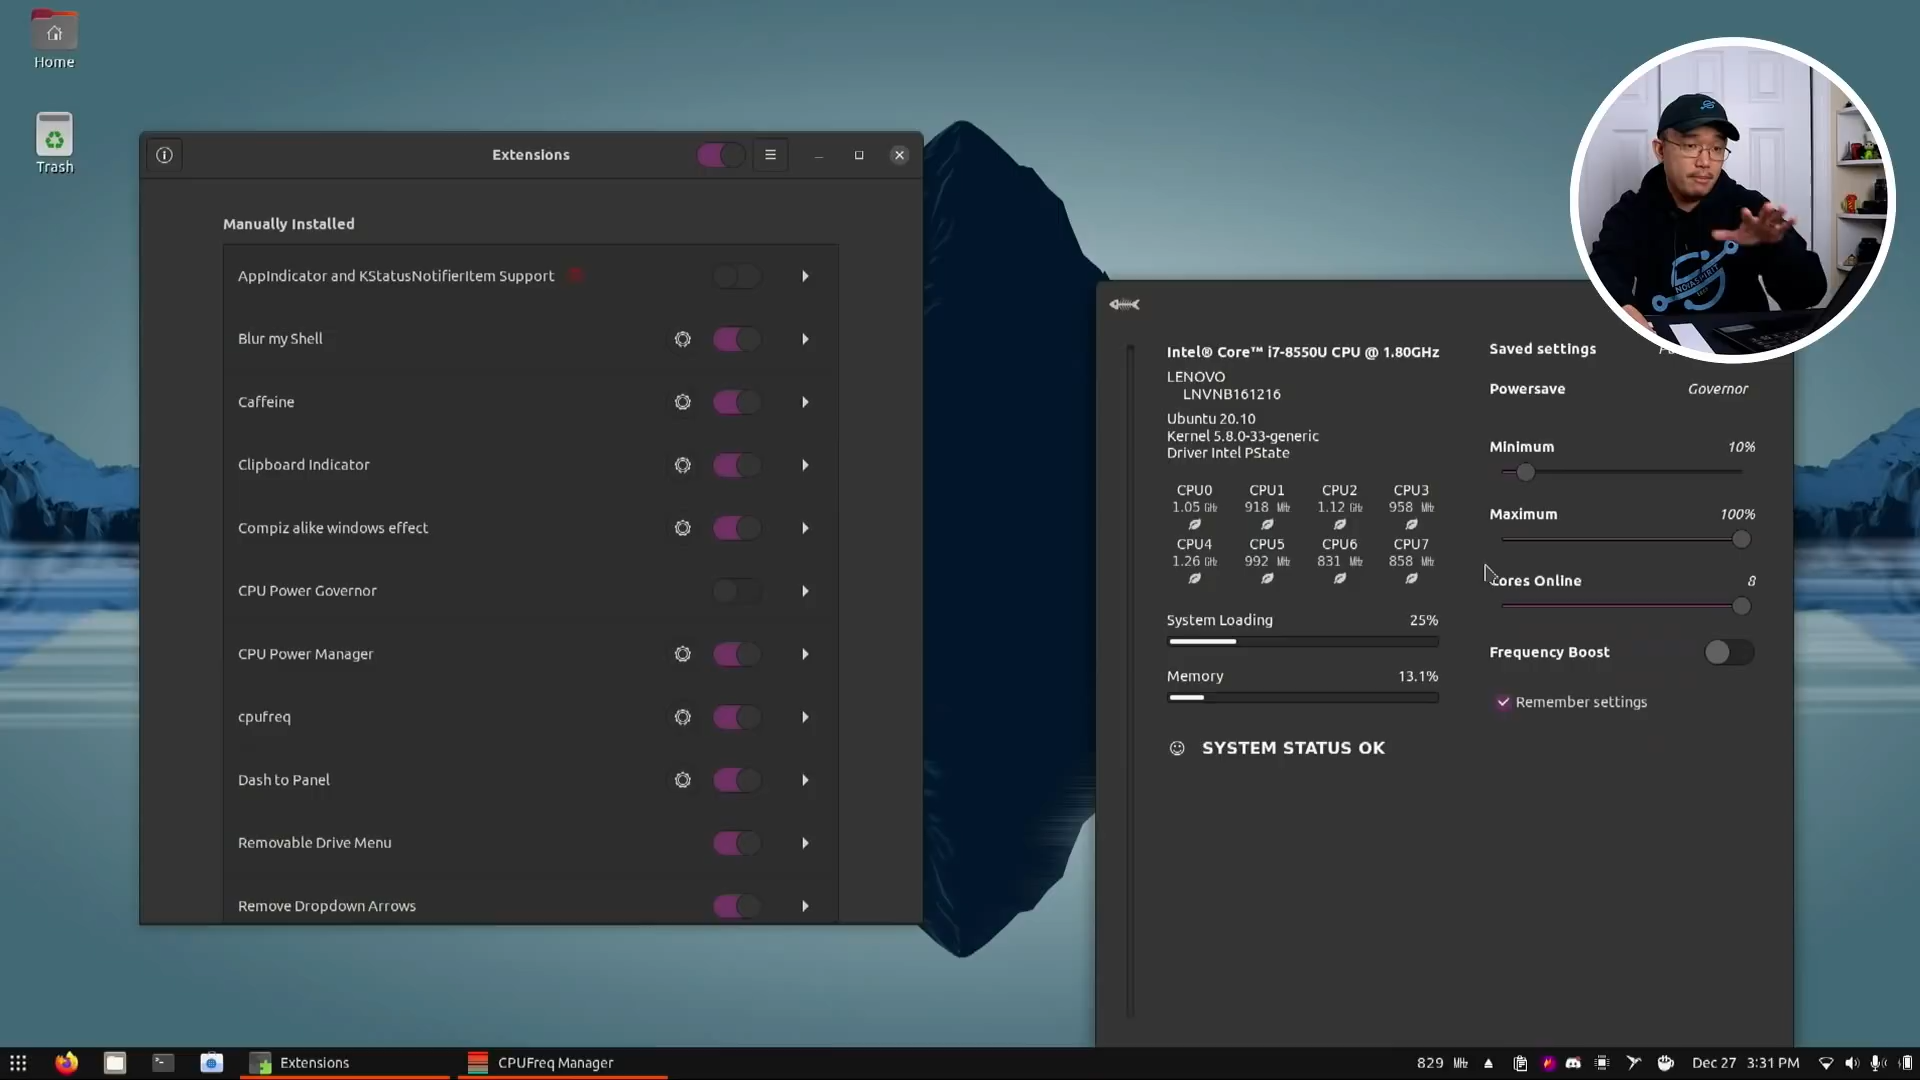 Home
Trash
Extensions
Manually Installed
AppIndicator and KStatusNotifierItem Support
Blur my Shell
Caffeine
Clipboard Indicator
Compiz alike windows effect
CPU Power Governor
CPU Power Manager
cpufreq
Dash to Panel
Removable Drive Menu
Remove Dropdown Arrows
Intel® Core™ i7-8550U CPU @ 1.80GHz
LENOVO
LNVNB161216
Ubuntu 20.10
Kernel 5.8.0-33-generic
Driver Intel PState
CPU0 CPU1 CPU2 CPU3
1.05 GHz 918 MHz 1.12 GHz 958 MHz
CPU4 CPU5 CPU6 CPU7
1.26 GHz 992 MHz 831 MHz 858 MHz
System Loading 25%
Memory 13.1%
SYSTEM STATUS OK
Saved settings
Powersave Governor
Minimum 10%
Maximum 100%
Cores Online 8
Frequency Boost
Remember settings
Extensions
CPUFreq Manager
829 MHz
Dec 27 3:31 PM